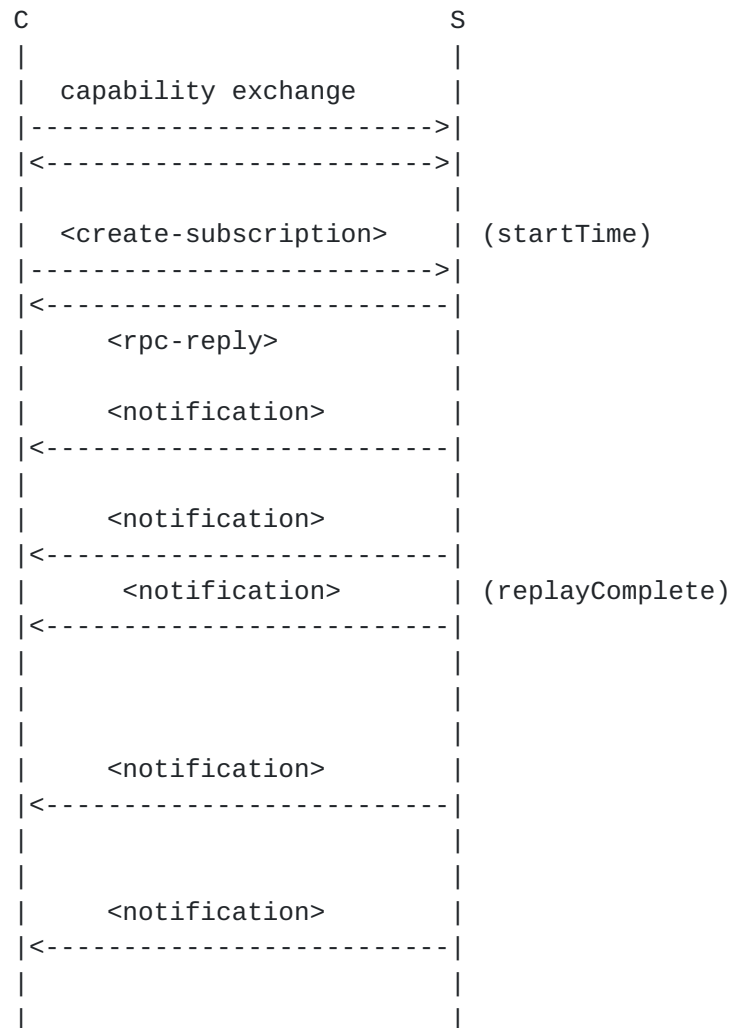 C                           S
|                           |
|  capability exchange      |
|-------------------------->|
|<------------------------->|
|                           |
|  <create-subscription>    | (startTime)
|-------------------------->|
|<--------------------------|
|     <rpc-reply>           |
|                           |
|     <notification>        |
|<--------------------------|
|                           |
|     <notification>        |
|<--------------------------|
|      <notification>       | (replayComplete)
|<--------------------------|
|                           |
|                           |
|                           |
|     <notification>        |
|<--------------------------|
|                           |
|                           |
|     <notification>        |
|<--------------------------|
|                           |
|                           |